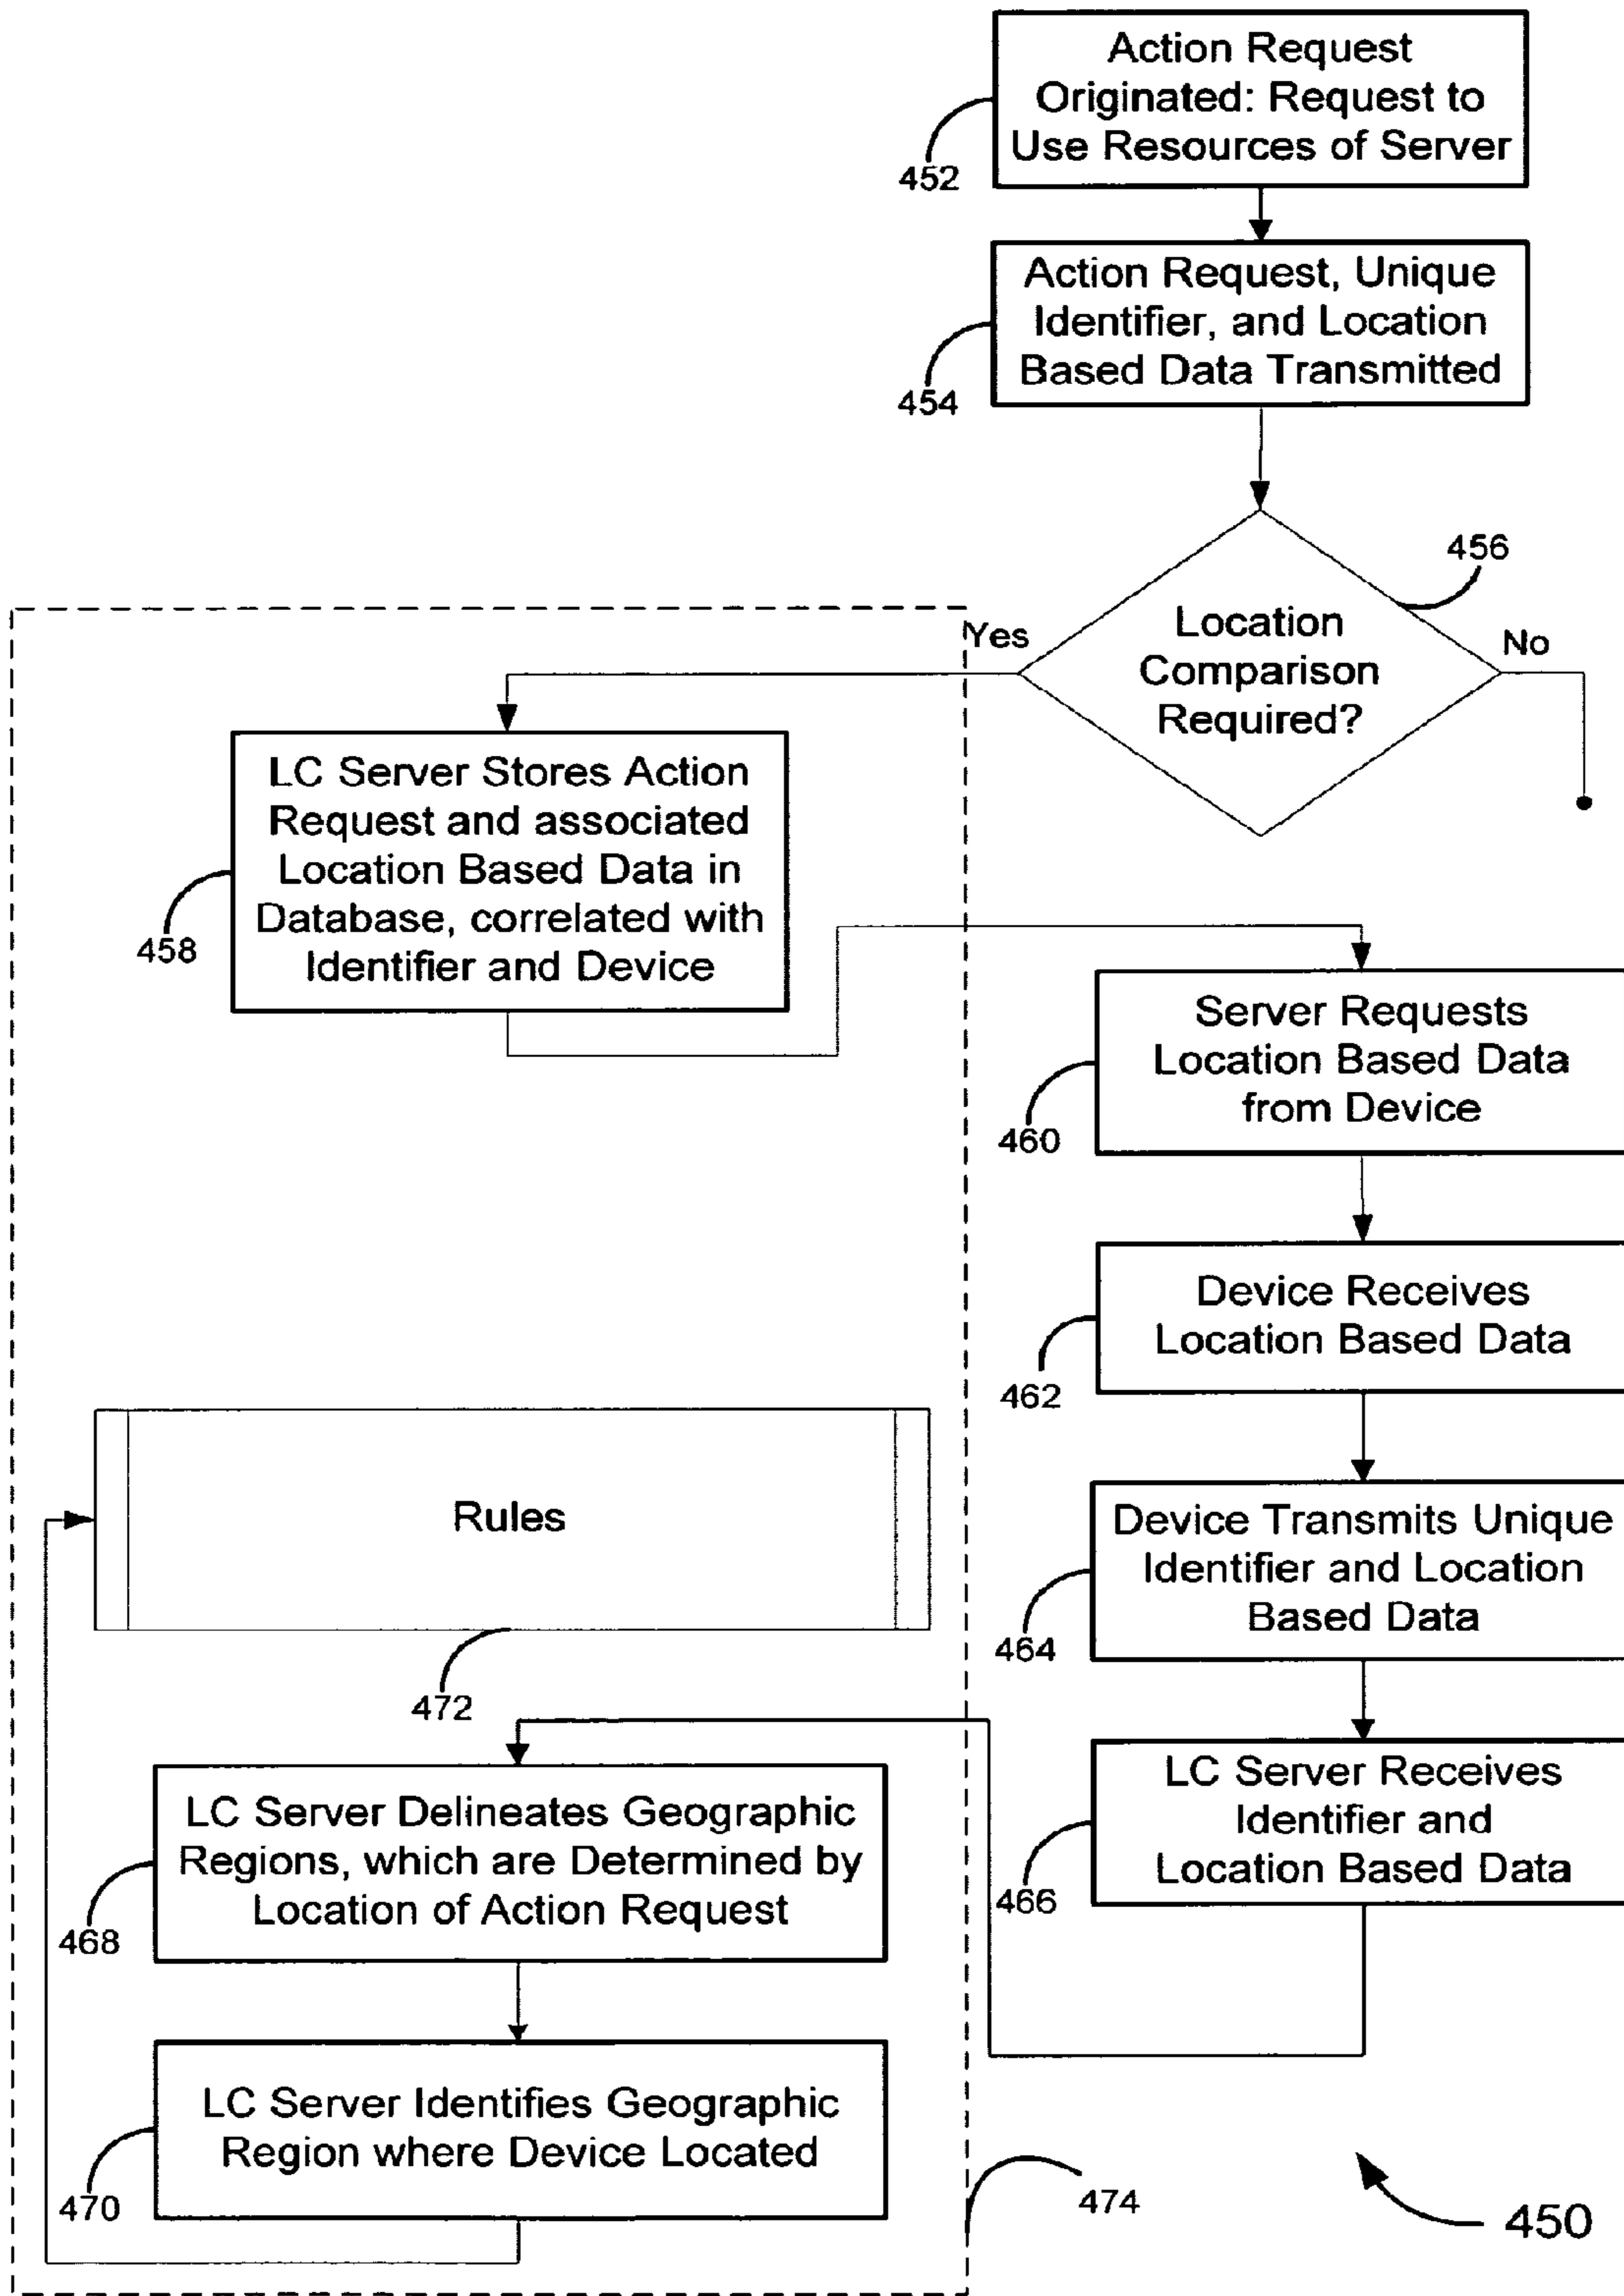 Action Request
Originated: Request to
Use Resources of Server
452
Action Request, Unique
Identifier, and Location
Based Data Transmitted
454
456
Location
Comparison
Required?
Yes
No
LC Server Stores Action
Request and associated
Location Based Data in
Database, correlated with
Identifier and Device
458
Server Requests
Location Based Data
from Device
460
Device Receives
Location Based Data
462
Device Transmits Unique
Identifier and Location
Based Data
464
LC Server Receives
Identifier and
Location Based Data
466
Rules
472
LC Server Delineates Geographic
Regions, which are Determined by
Location of Action Request
468
LC Server Identifies Geographic
Region where Device Located
470
474
450